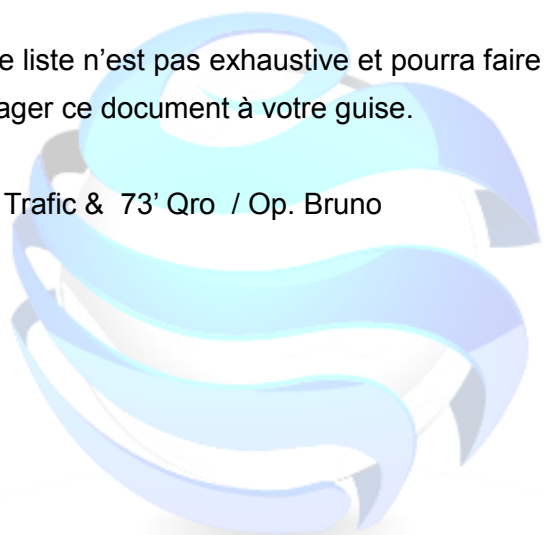 e liste n’est pas exhaustive et pourra faire
ager ce document à votre guise.
Trafic & 73’ Qro / Op. Bruno